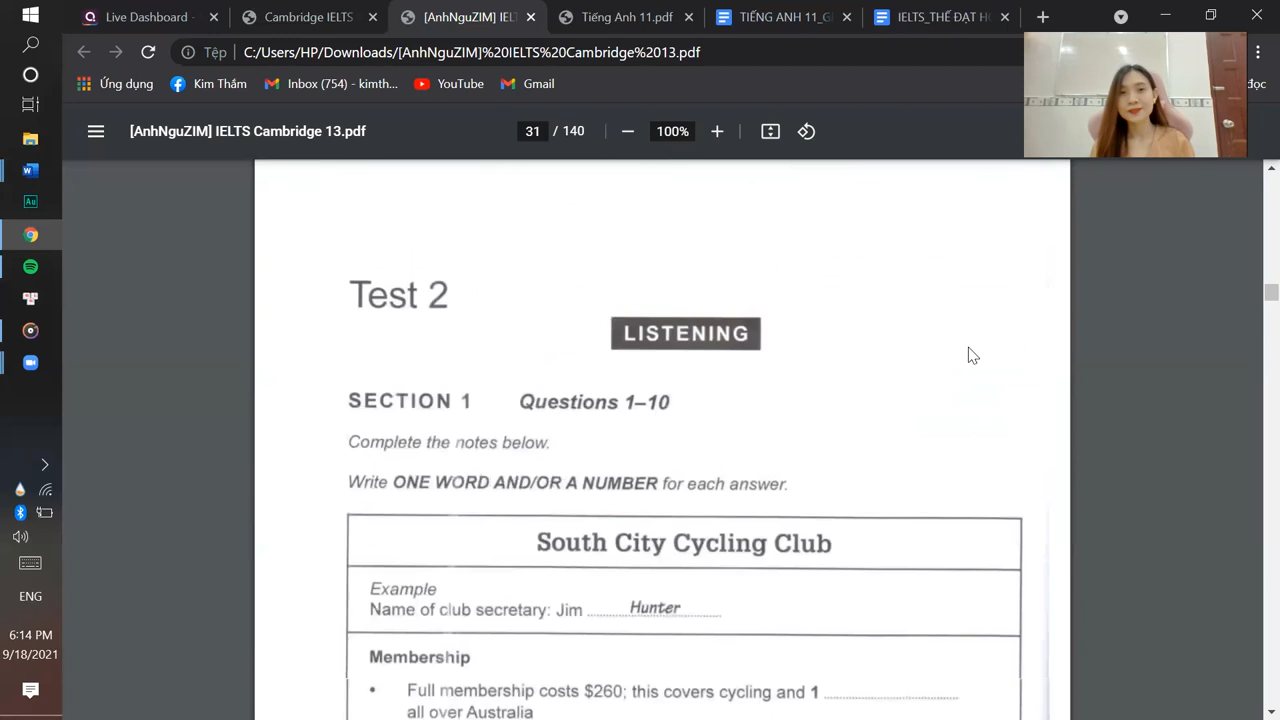 Live Dashboard -
Cambridge IELTS
[AnhNguZIM] IEL
Tiếng Anh 11.pdf
TIẾNG ANH 11_G
IELTS_THẾ ĐẠT H
Tệp
C:/Users/HP/Downloads/[AnhNguZIM]%20IELTS%20Cambridge%2013.pdf
Ứng dụng
Kim Thắm
Inbox (754) - kimth...
YouTube
Gmail
đọc
[AnhNguZIM] IELTS Cambridge 13.pdf
31 / 140
100%
Test 2
LISTENING
SECTION 1 Questions 1–10
Complete the notes below.
Write ONE WORD AND/OR A NUMBER for each answer.
South City Cycling Club
Example
Name of club secretary: Jim Hunter
Membership
• Full membership costs $260; this covers cycling and 1
all over Australia
ENG
6:14 PM
9/18/2021